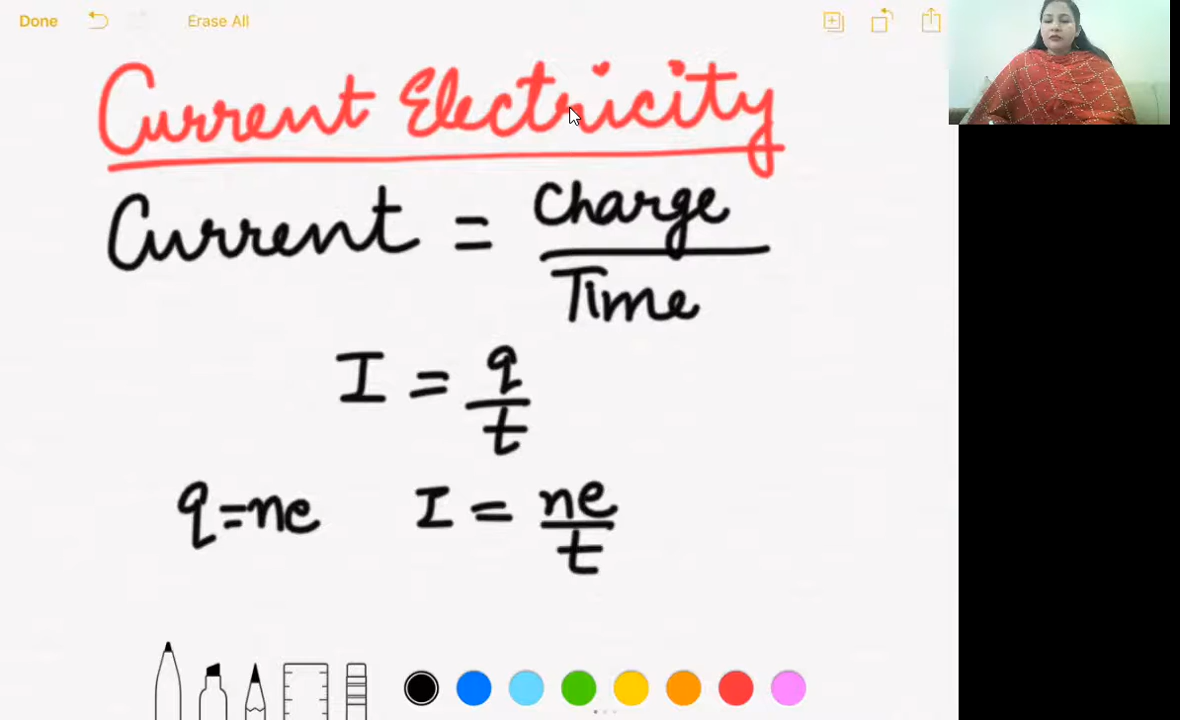 Done Erase All
Current Electricity
Current = Charge / Time
I = q / t
q=ne I = ne / t